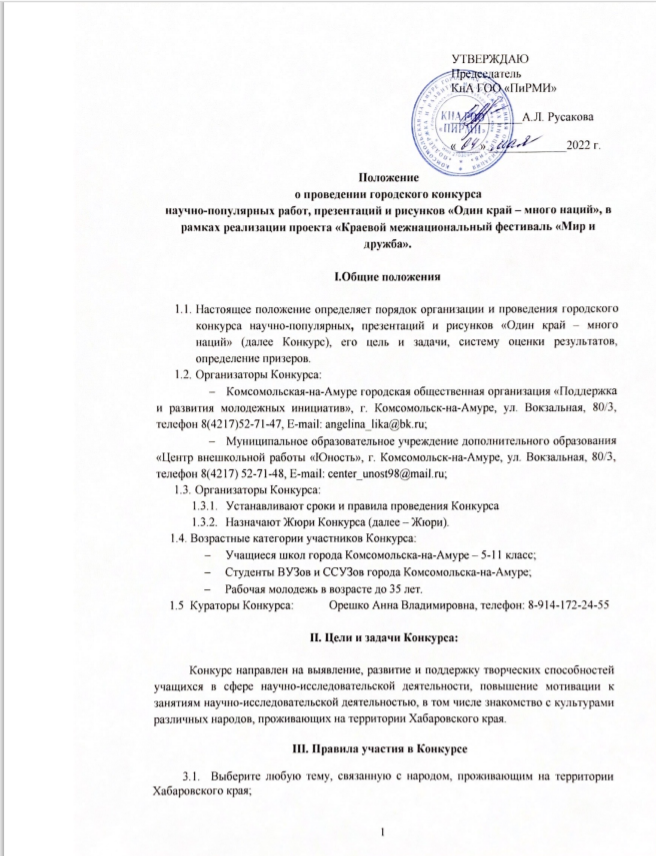 УТВЕРЖДАЮ
Председатель
КнА ГОО «ПиРМИ»
А.Л. Русакова
« 04 » 2022 г.
КНА ГОО
«ПИРМИ»
Положение
о проведении городского конкурса
научно-популярных работ, презентаций и рисунков «Один край – много наций», в
рамках реализации проекта «Краевой межнациональный фестиваль «Мир и
дружба».
I.Общие положения
1.1. Настоящее положение определяет порядок организации и проведения городского
конкурса научно-популярных, презентаций и рисунков «Один край – много
наций» (далее Конкурс), его цель и задачи, систему оценки результатов,
определение призеров.
1.2. Организаторы Конкурса:
– Комсомольская-на-Амуре городская общественная организация «Поддержка
и развития молодежных инициатив», г. Комсомольск-на-Амуре, ул. Вокзальная, 80/3,
телефон 8(4217)52-71-47, E-mail: angelina_lika@bk.ru;
– Муниципальное образовательное учреждение дополнительного образования
«Центр внешкольной работы «Юность», г. Комсомольск-на-Амуре, ул. Вокзальная, 80/3,
телефон 8(4217) 52-71-48, E-mail: center_unost98@mail.ru;
1.3. Организаторы Конкурса:
1.3.1. Устанавливают сроки и правила проведения Конкурса
1.3.2. Назначают Жюри Конкурса (далее – Жюри).
1.4. Возрастные категории участников Конкурса:
– Учащиеся школ города Комсомольска-на-Амуре – 5-11 класс;
– Студенты ВУЗов и ССУЗов города Комсомольска-на-Амуре;
– Рабочая молодежь в возрасте до 35 лет.
1.5 Кураторы Конкурса: Орешко Анна Владимировна, телефон: 8-914-172-24-55
II. Цели и задачи Конкурса:
Конкурс направлен на выявление, развитие и поддержку творческих способностей
учащихся в сфере научно-исследовательской деятельности, повышение мотивации к
занятиям научно-исследовательской деятельностью, в том числе знакомство с культурами
различных народов, проживающих на территории Хабаровского края.
III. Правила участия в Конкурсе
3.1. Выберите любую тему, связанную с народом, проживающим на территории
Хабаровского края;
1